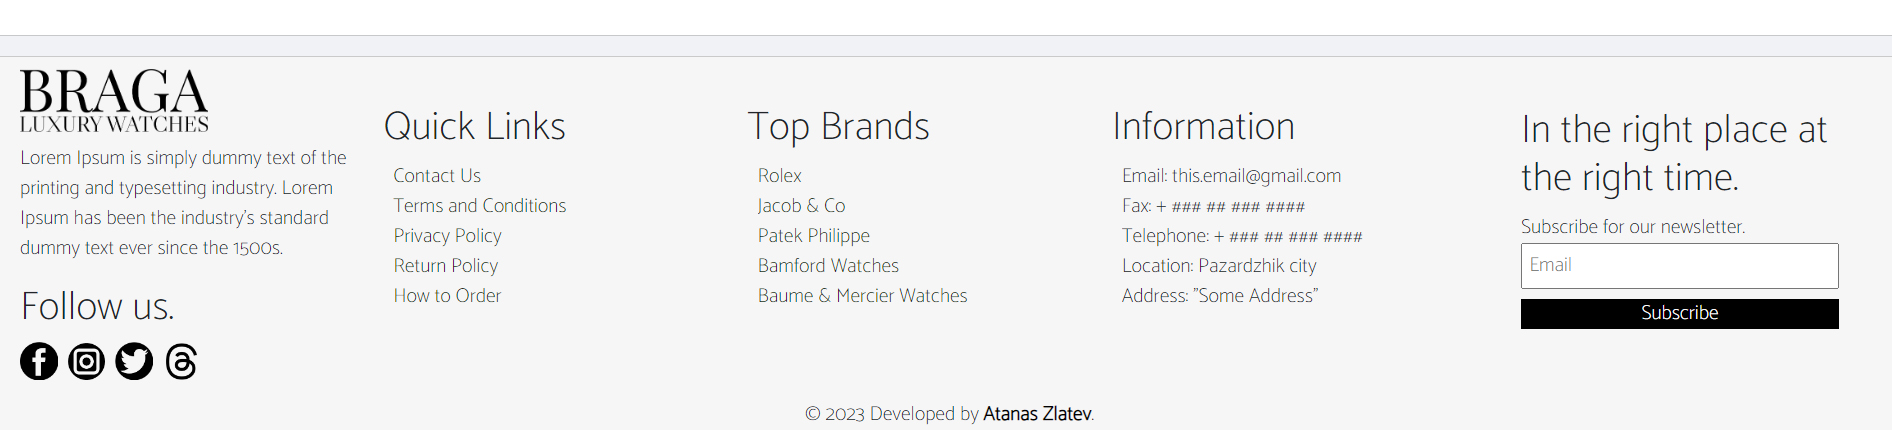 BRAGA
LUXURY WATCHES
Lorem Ipsum is simply dummy text of the
printing and typesetting industry. Lorem
Ipsum has been the industry's standard
dummy text ever since the 1500s.
Follow us.
Quick Links
Contact Us
Terms and Conditions
Privacy Policy
Return Policy
How to Order
Top Brands
Rolex
Jacob & Co
Patek Philippe
Bamford Watches
Baume & Mercier Watches
Information
Email: this.email@gmail.com
Fax: + ### ## ### ####
Telephone: + ### ## ### ####
Location: Pazardzhik city
Address: "Some Address"
In the right place at
the right time.
Subscribe for our newsletter.
Email
Subscribe
© 2023 Developed by Atanas Zlatev.